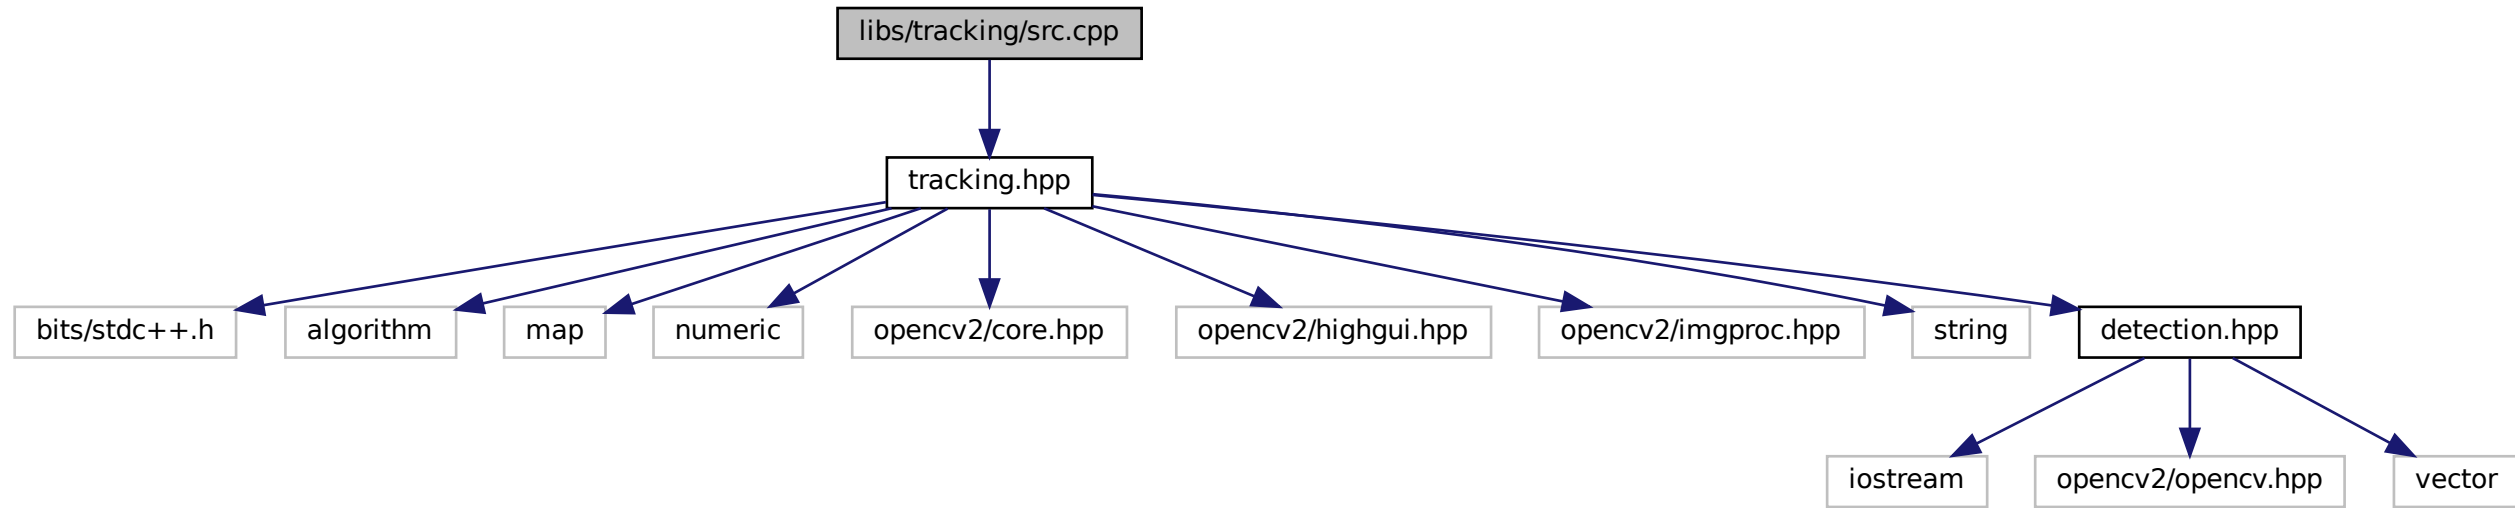 libs/tracking/src.cpp
tracking.hpp
bits/stdc++.h
algorithm
map
numeric
opencv2/core.hpp
opencv2/highgui.hpp
opencv2/imgproc.hpp
string
detection.hpp
iostream
opencv2/opencv.hpp
vector